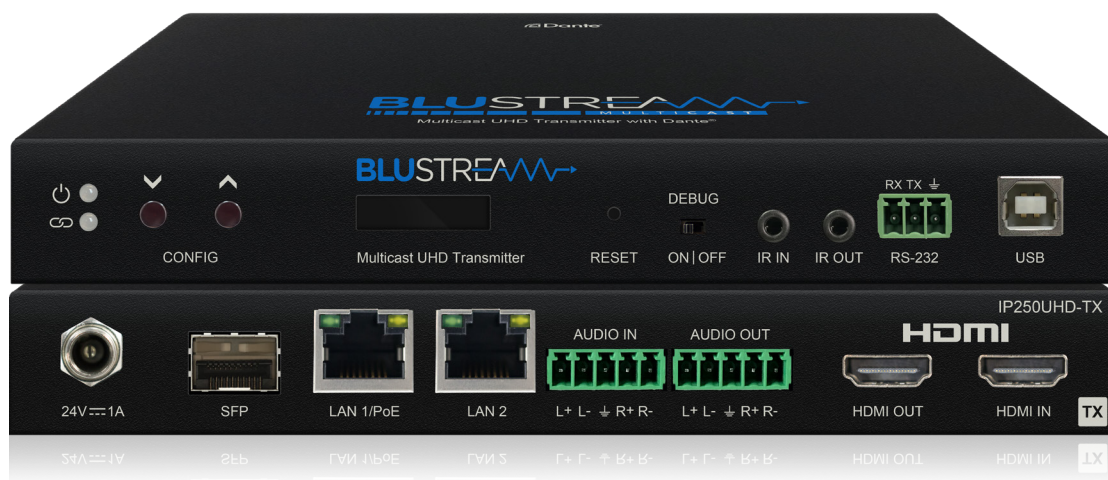 Dante
BLUSTREAM
MULTICAST
Multicast UHD Transmitter with Dante®
BLUSTREAM
DEBUG
RX TX
CONFIG
Multicast UHD Transmitter
RESET
ON|OFF
IR IN
IR OUT
RS-232
USB
IP250UHD-TX
HDMI
AUDIO IN
AUDIO OUT
24V⎓1A
SFP
LAN 1/PoE
LAN 2
L+ L- ⏚ R+ R-
L+ L- ⏚ R+ R-
HDMI OUT
HDMI IN
TX